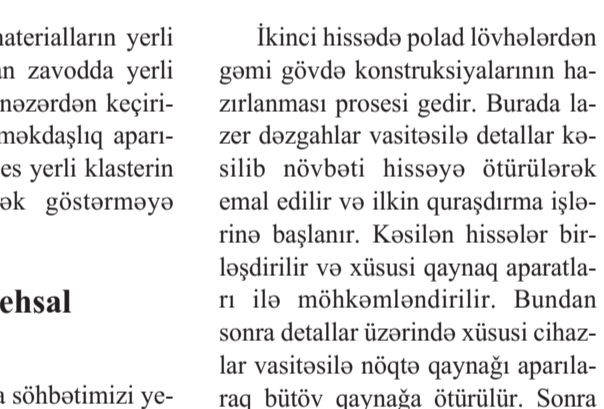 materialların yerli
zavodda yerli
nəzərdən keçiri-
məkdaşlıq aparı-
yerli klasterin
göstərməyə
söhbətimizi ye-
İkinci hissədə polad lövhələrdən
gəmi gövdə konstruksiyalarının ha-
zırlanması prosesi gedir. Burada la-
zer dəzgahlar vasitəsilə detallar kə-
silib növbəti hissəyə ötürülərək
emal edilir və ilkin quraşdırma işlə-
rinə başlanır. Kəsilən hissələr bir-
ləşdirilir və xüsusi qaynaq aparatla-
rı ilə möhkəmləndirilir. Bundan
sonra detallar üzərində xüsusi cihaz-
lar vasitəsilə nöqtə qaynağı aparıla-
raq bütöv qaynağa ötürülür. Sonra